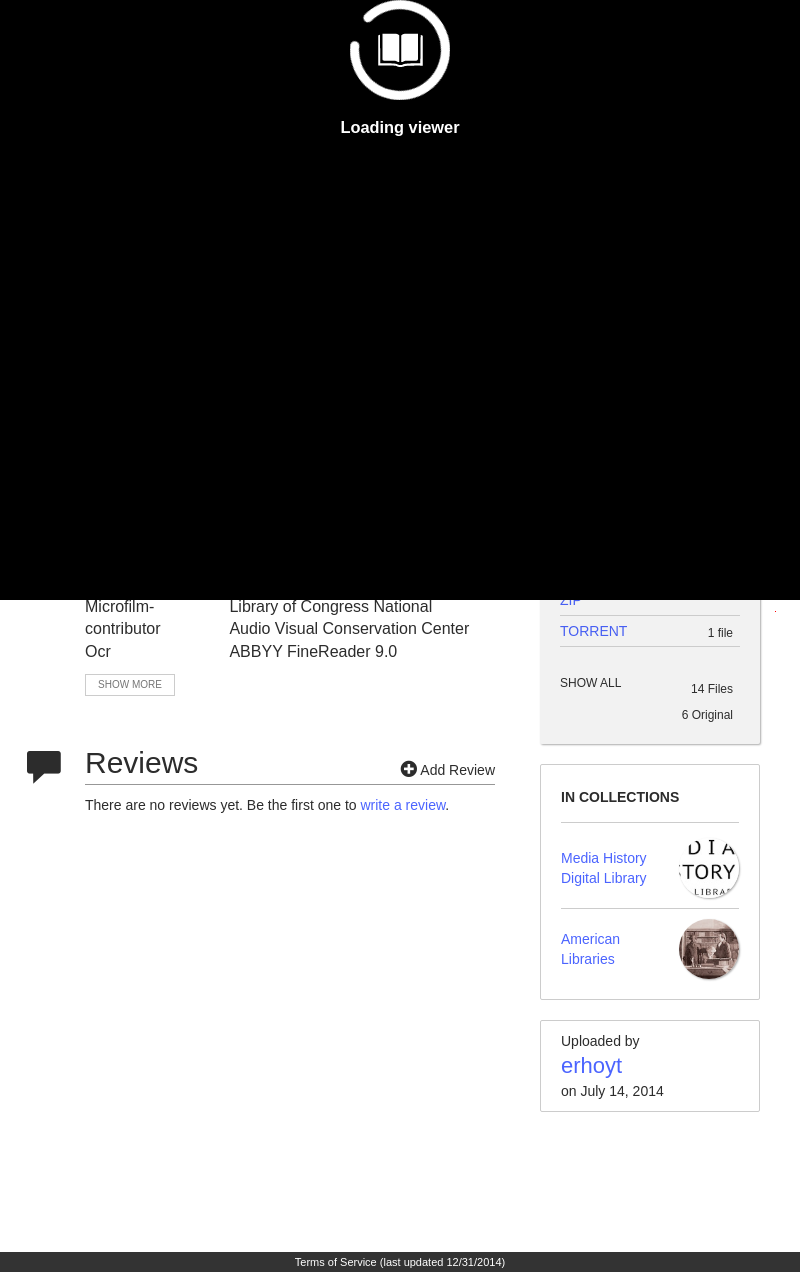 Loading viewer
Microfilm-
contributor
Library of Congress National
Audio Visual Conservation Center
Ocr
ABBYY FineReader 9.0
SHOW MORE
ZIP
TORRENT
1 file
SHOW ALL
14 Files
6 Original
Reviews
Add Review
There are no reviews yet. Be the first one to write a review.
IN COLLECTIONS
Media History
Digital Library
DIA
STORY
LIBRA
American
Libraries
Uploaded by
erhoyt
on July 14, 2014
Terms of Service (last updated 12/31/2014)